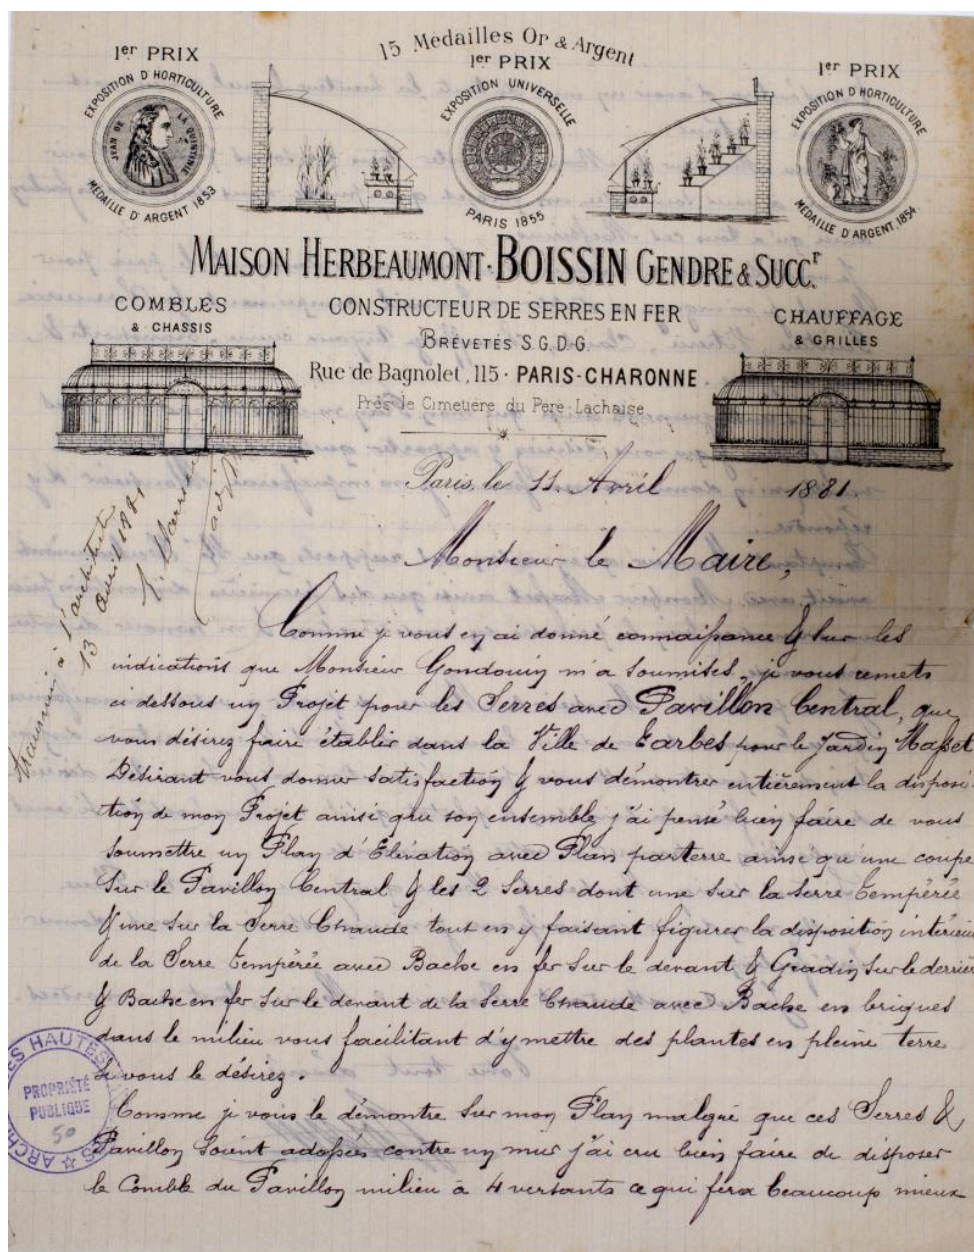 15 Médailles Or & Argent
1er PRIX
EXPOSITION D'HORTICULTURE
JEAN DE LA QUINTINIE
MÉDAILLE D'ARGENT 1853
1er PRIX
EXPOSITION UNIVERSELLE
PARIS 1855
1er PRIX
EXPOSITION D'HORTICULTURE
MÉDAILLE D'ARGENT 1854
MAISON HERBEAUMONT · BOISSIN GENDRE & SUCCr
COMBLES
& CHASSIS
CONSTRUCTEUR DE SERRES EN FER
BREVETÉS S.G.D.G.
Rue de Bagnolet, 115 · PARIS-CHARONNE
Près le Cimetière du Père Lachaise
CHAUFFAGE
& GRILLES
Paris, le 11 Avril 1881
Transmis à l'architecte
13 avril 1881
Monsieur le Maire,
Comme je vous en ai donné connaissance & sur les
indications que Monsieur Gondouin m'a soumises, je vous remets
ci dessous un Projet pour les Serres avec Pavillon Central, que
vous désirez faire établir dans la Ville de Tarbes pour le Jardin Masset
Désirant vous donner satisfaction & vous démontrer entièrement la disposi-
tion de mon Projet ainsi que son ensemble j'ai pensé bien faire de vous
soumettre un Plan d'Elévation avec Plan parterre ainsi qu'une coupe
sur le Pavillon Central & les 2 Serres dont une sur la serre tempérée
& une sur la Serre Chaude tout en y faisant figurer la disposition intérieur
de la Serre tempérée avec Bache en fer sur le devant & Gradin sur le derrière
& Bache en fer sur le devant de la Serre Chaude avec Bache en briques
dans le milieu vous facilitant d'y mettre des plantes en pleine terre
si vous le désirez.
Comme je vous le démontre sur mon Plan malgré que ces Serres &
Pavillon soient adossées contre un mur j'ai cru bien faire de disposer
le Comble du Pavillon milieu à 4 versants ce qui fera beaucoup mieux
HAUTES
PROPRIÉTÉ
PUBLIQUE
50
ARCH